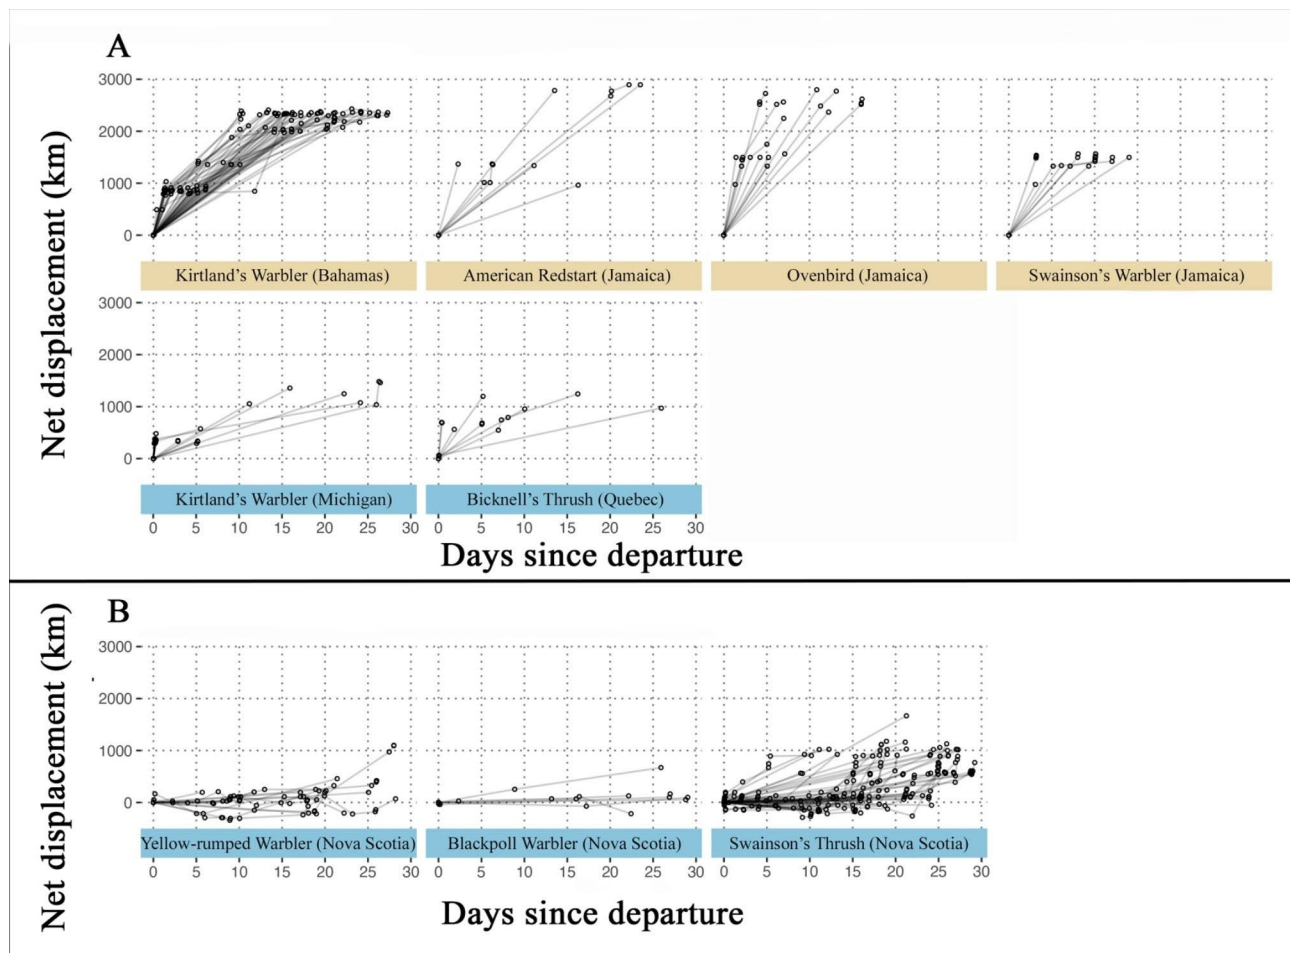 A
Net displacement (km)
3000
2000
1000
0
Kirtland's Warbler (Bahamas)
American Redstart (Jamaica)
Ovenbird (Jamaica)
Swainson's Warbler (Jamaica)
Net displacement (km)
3000
2000
1000
0
Kirtland's Warbler (Michigan)
Bicknell's Thrush (Quebec)
0 5 10 15 20 25 30
0 5 10 15 20 25 30
Days since departure
B
Net displacement (km)
3000
2000
1000
0
Yellow-rumped Warbler (Nova Scotia)
Blackpoll Warbler (Nova Scotia)
Swainson's Thrush (Nova Scotia)
0 5 10 15 20 25 30
0 5 10 15 20 25 30
0 5 10 15 20 25 30
Days since departure